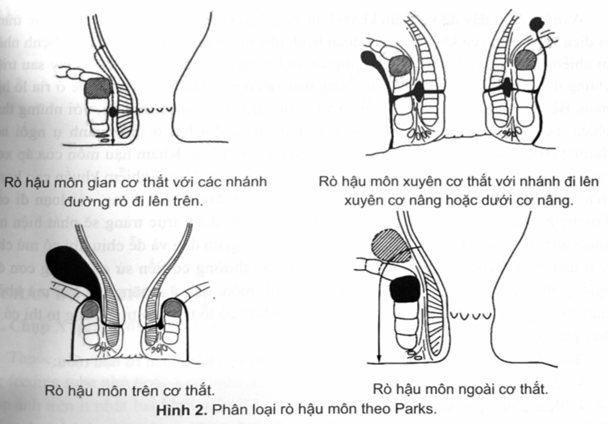 Rò hậu môn gian cơ thắt với các nhánh
đường rò đi lên trên.
Rò hậu môn xuyên cơ thắt với nhánh đi lên
xuyên cơ nâng hoặc dưới cơ nâng.
Rò hậu môn trên cơ thắt.
Rò hậu môn ngoài cơ thắt.
Hình 2. Phân loại rò hậu môn theo Parks.